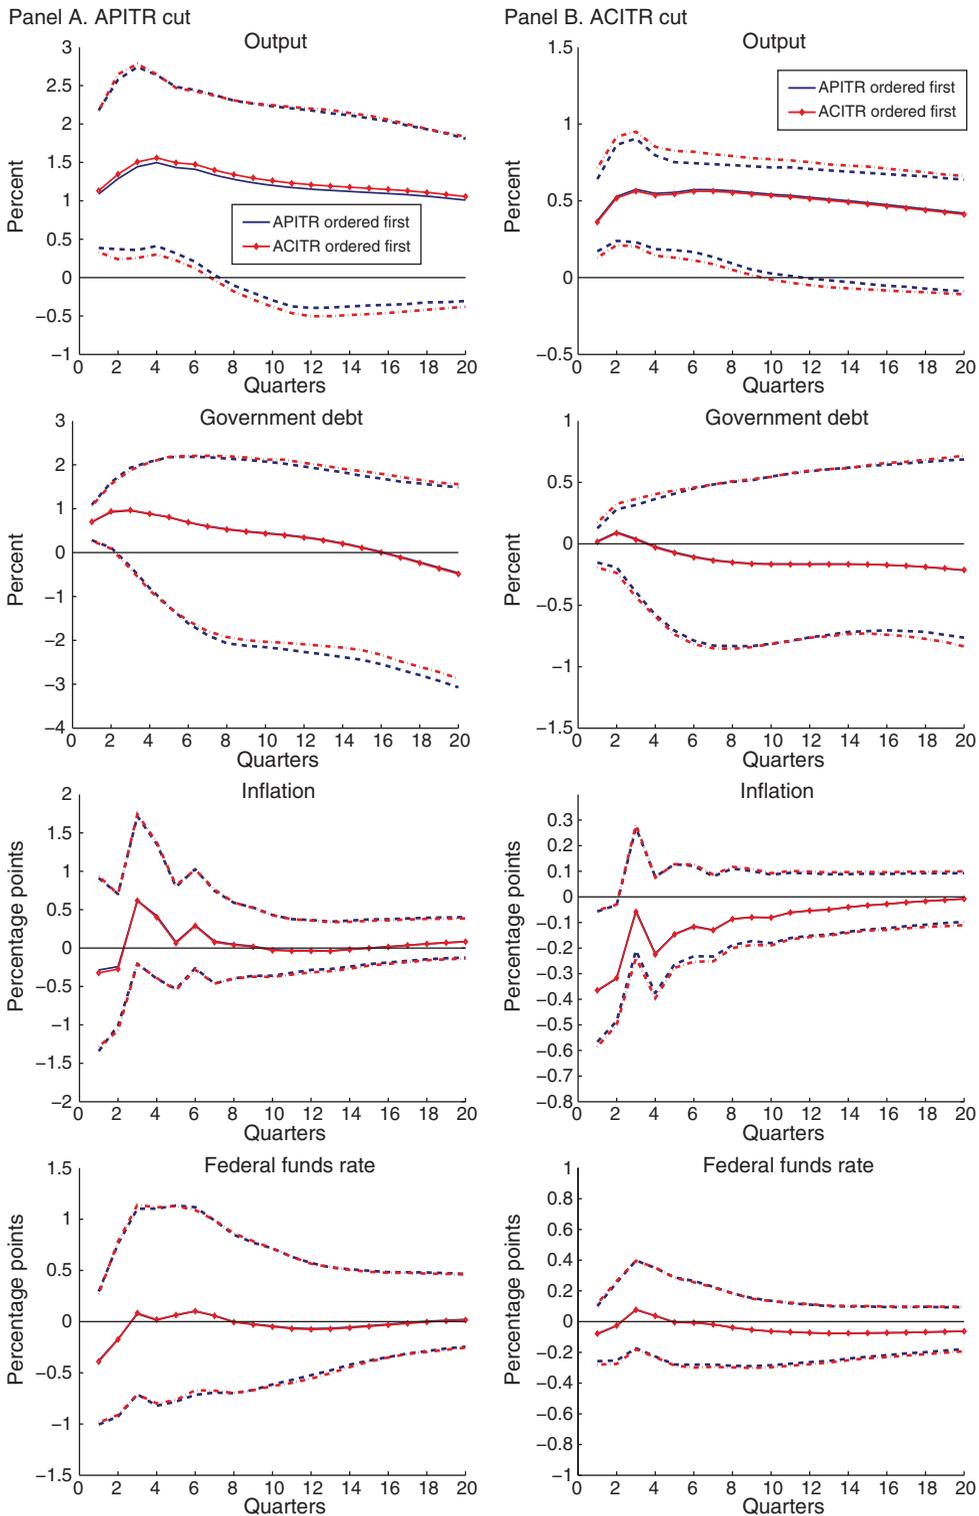 Panel A. APITR cut
Output
3
2.5
2
1.5
1
0.5
0
−0.5
−1
Percent
APITR ordered first
ACITR ordered first
0 2 4 6 8 10 12 14 16 18 20
Quarters
Panel B. ACITR cut
Output
1.5
1
0.5
0
−0.5
Percent
APITR ordered first
ACITR ordered first
0 2 4 6 8 10 12 14 16 18 20
Quarters
Government debt
3
2
1
0
−1
−2
−3
−4
Percent
0 2 4 6 8 10 12 14 16 18 20
Quarters
Government debt
1
0.5
0
−0.5
−1
−1.5
Percent
0 2 4 6 8 10 12 14 16 18 20
Quarters
Inflation
2
1.5
1
0.5
0
−0.5
−1
−1.5
−2
Percentage points
0 2 4 6 8 10 12 14 16 18 20
Quarters
Inflation
0.3
0.2
0.1
0
−0.1
−0.2
−0.3
−0.4
−0.5
−0.6
−0.7
−0.8
Percentage points
0 2 4 6 8 10 12 14 16 18 20
Quarters
Federal funds rate
1.5
1
0.5
0
−0.5
−1
−1.5
Percentage points
0 2 4 6 8 10 12 14 16 18 20
Quarters
Federal funds rate
1
0.8
0.6
0.4
0.2
0
−0.2
−0.4
−0.6
−0.8
−1
Percentage points
0 2 4 6 8 10 12 14 16 18 20
Quarters